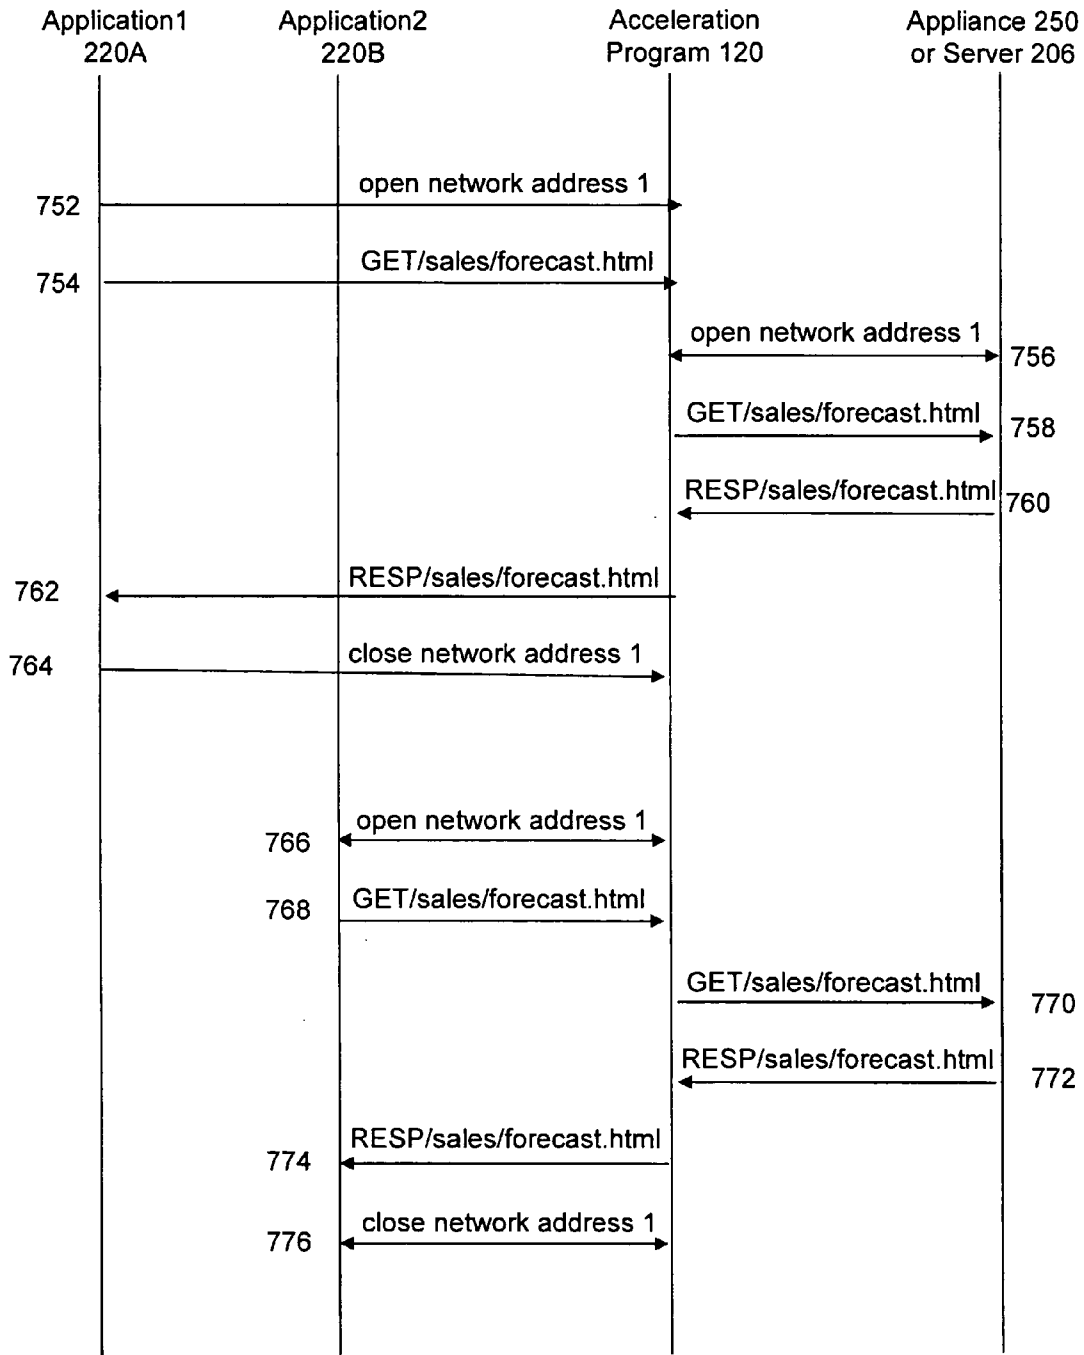 Application1
220A
Application2
220B
Acceleration
Program 120
Appliance 250
or Server 206
open network address 1
752
GET/sales/forecast.html
754
open network address 1
756
GET/sales/forecast.html
758
RESP/sales/forecast.html
760
RESP/sales/forecast.html
762
close network address 1
764
open network address 1
766
GET/sales/forecast.html
768
GET/sales/forecast.html
770
RESP/sales/forecast.html
772
RESP/sales/forecast.html
774
close network address 1
776